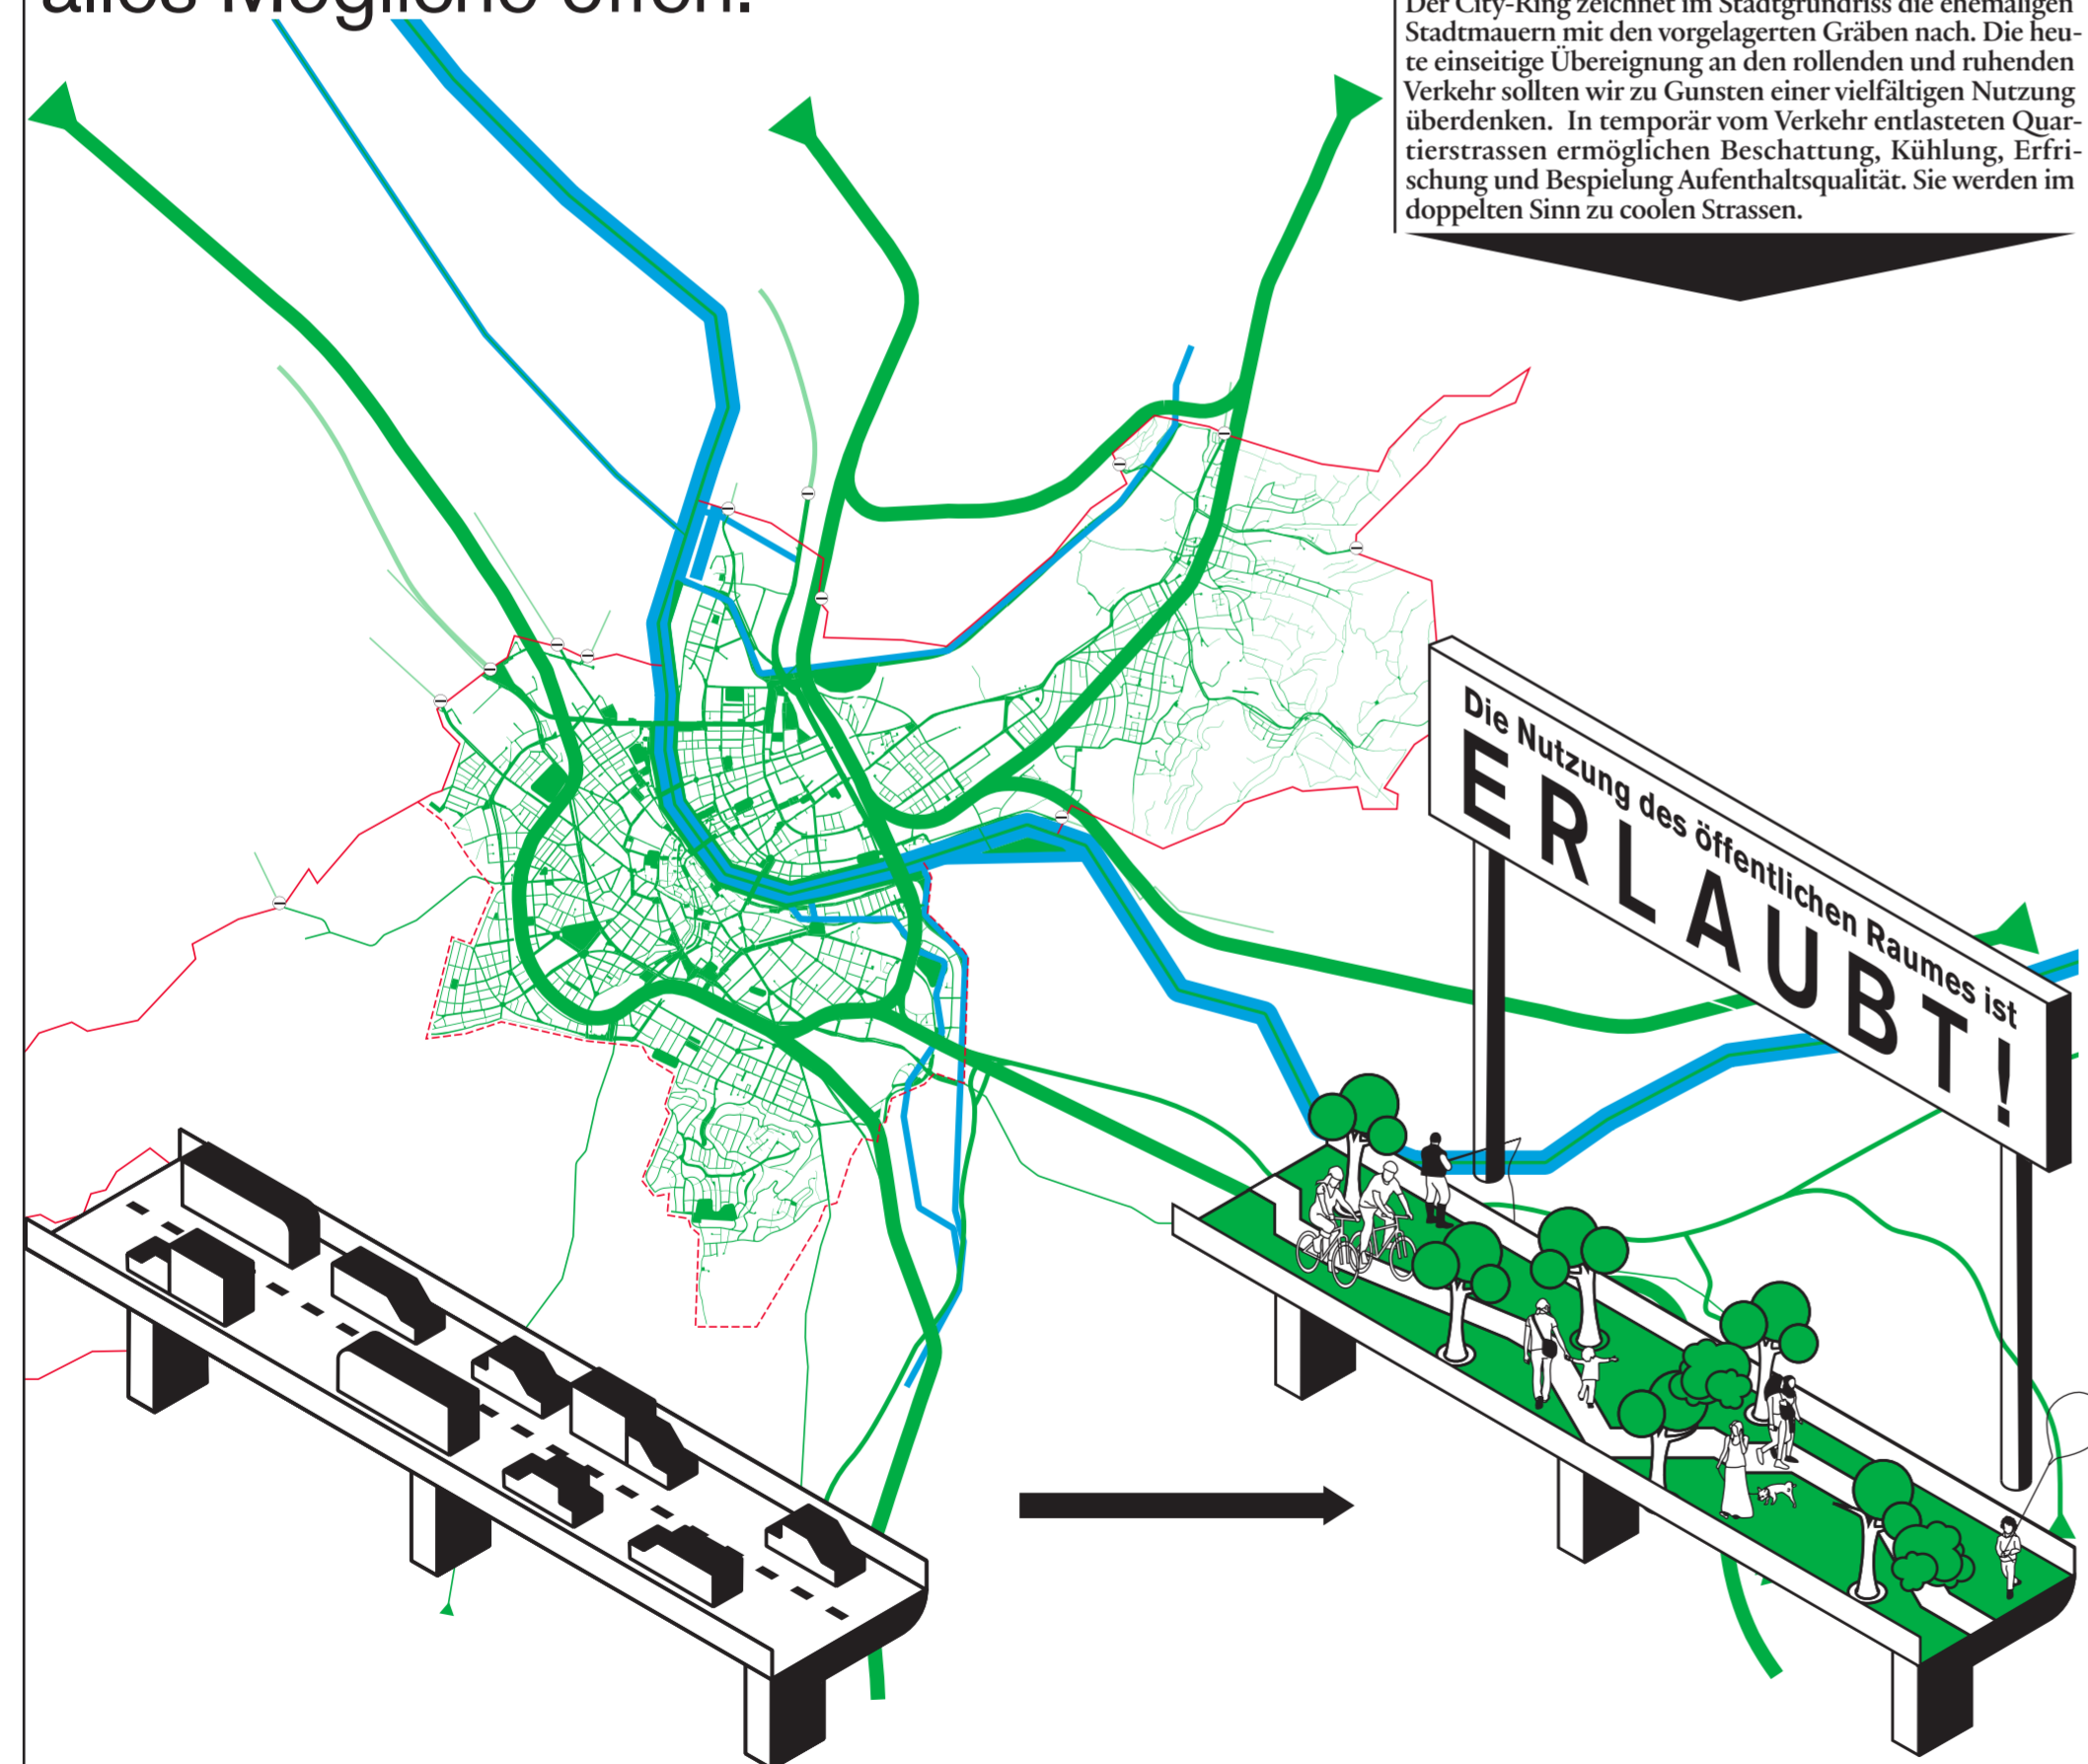 alles Mögliche offen.
Der City-Ring zeichnet im Stadtgrundriss die ehemaligen
Stadtmauern mit den vorgelagerten Gräben nach. Die heu-
te einseitige Übereignung an den rollenden und ruhenden
Verkehr sollten wir zu Gunsten einer vielfältigen Nutzung
überdenken. In temporär vom Verkehr entlasteten Quar-
tierstrassen ermöglichen Beschattung, Kühlung, Erfri-
schung und Bespielung Aufenthaltsqualität. Sie werden im
doppelten Sinn zu coolen Strassen.
Die Nutzung des öffentlichen Raumes ist
ERLAUBT!